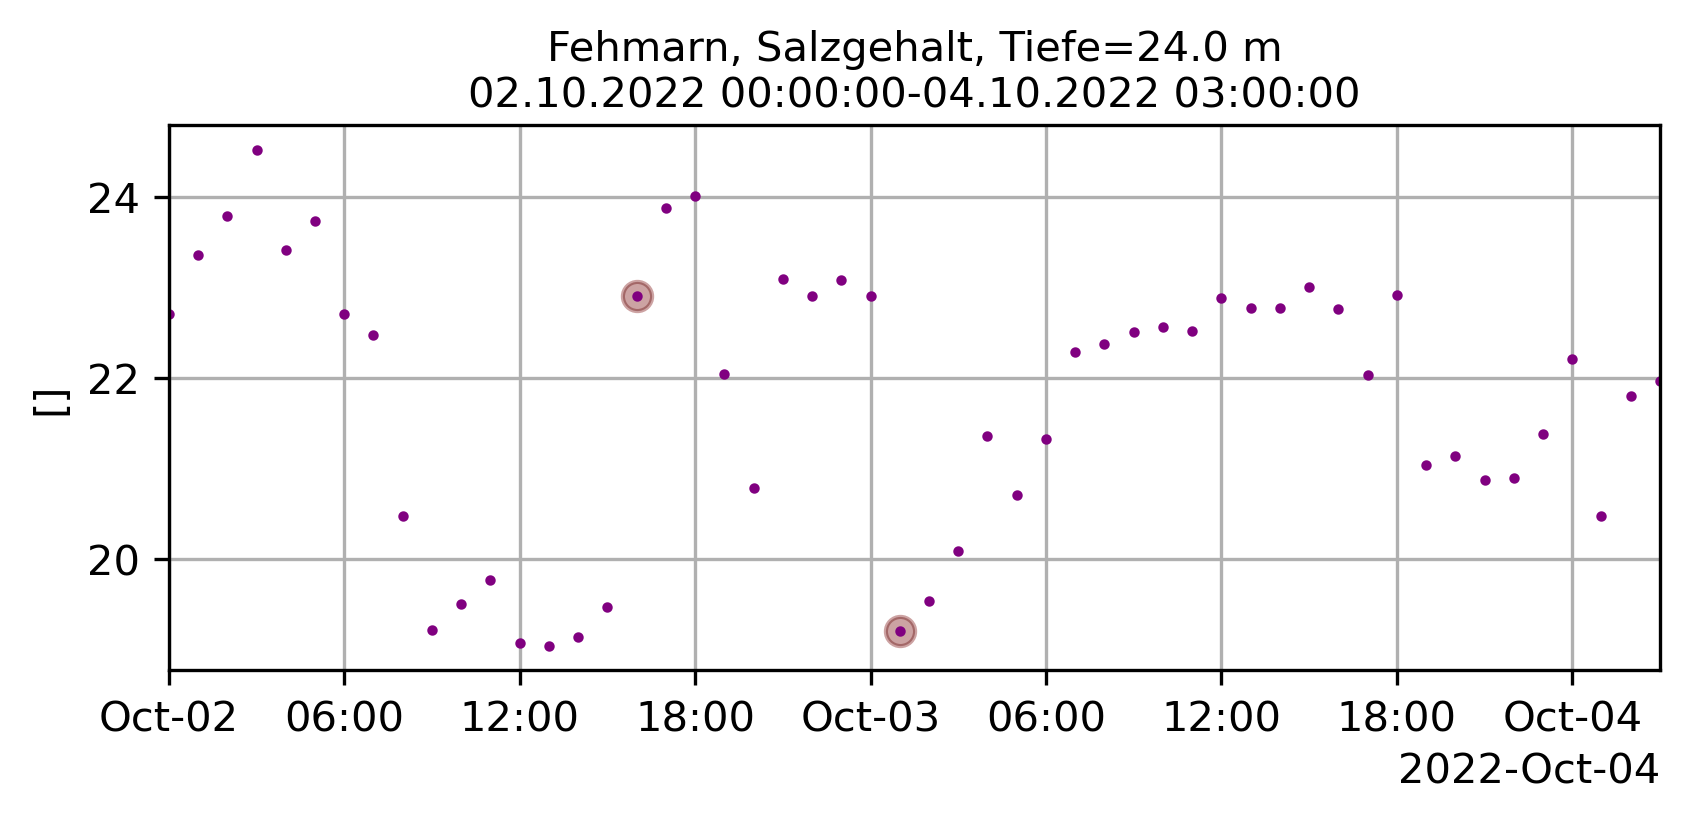 Fehmarn, Salzgehalt, Tiefe=24.0 m
02.10.2022 00:00:00-04.10.2022 03:00:00
24
22
20
[]
Oct-02 06:00 12:00 18:00 Oct-03 06:00 12:00 18:00 Oct-04
2022-Oct-04